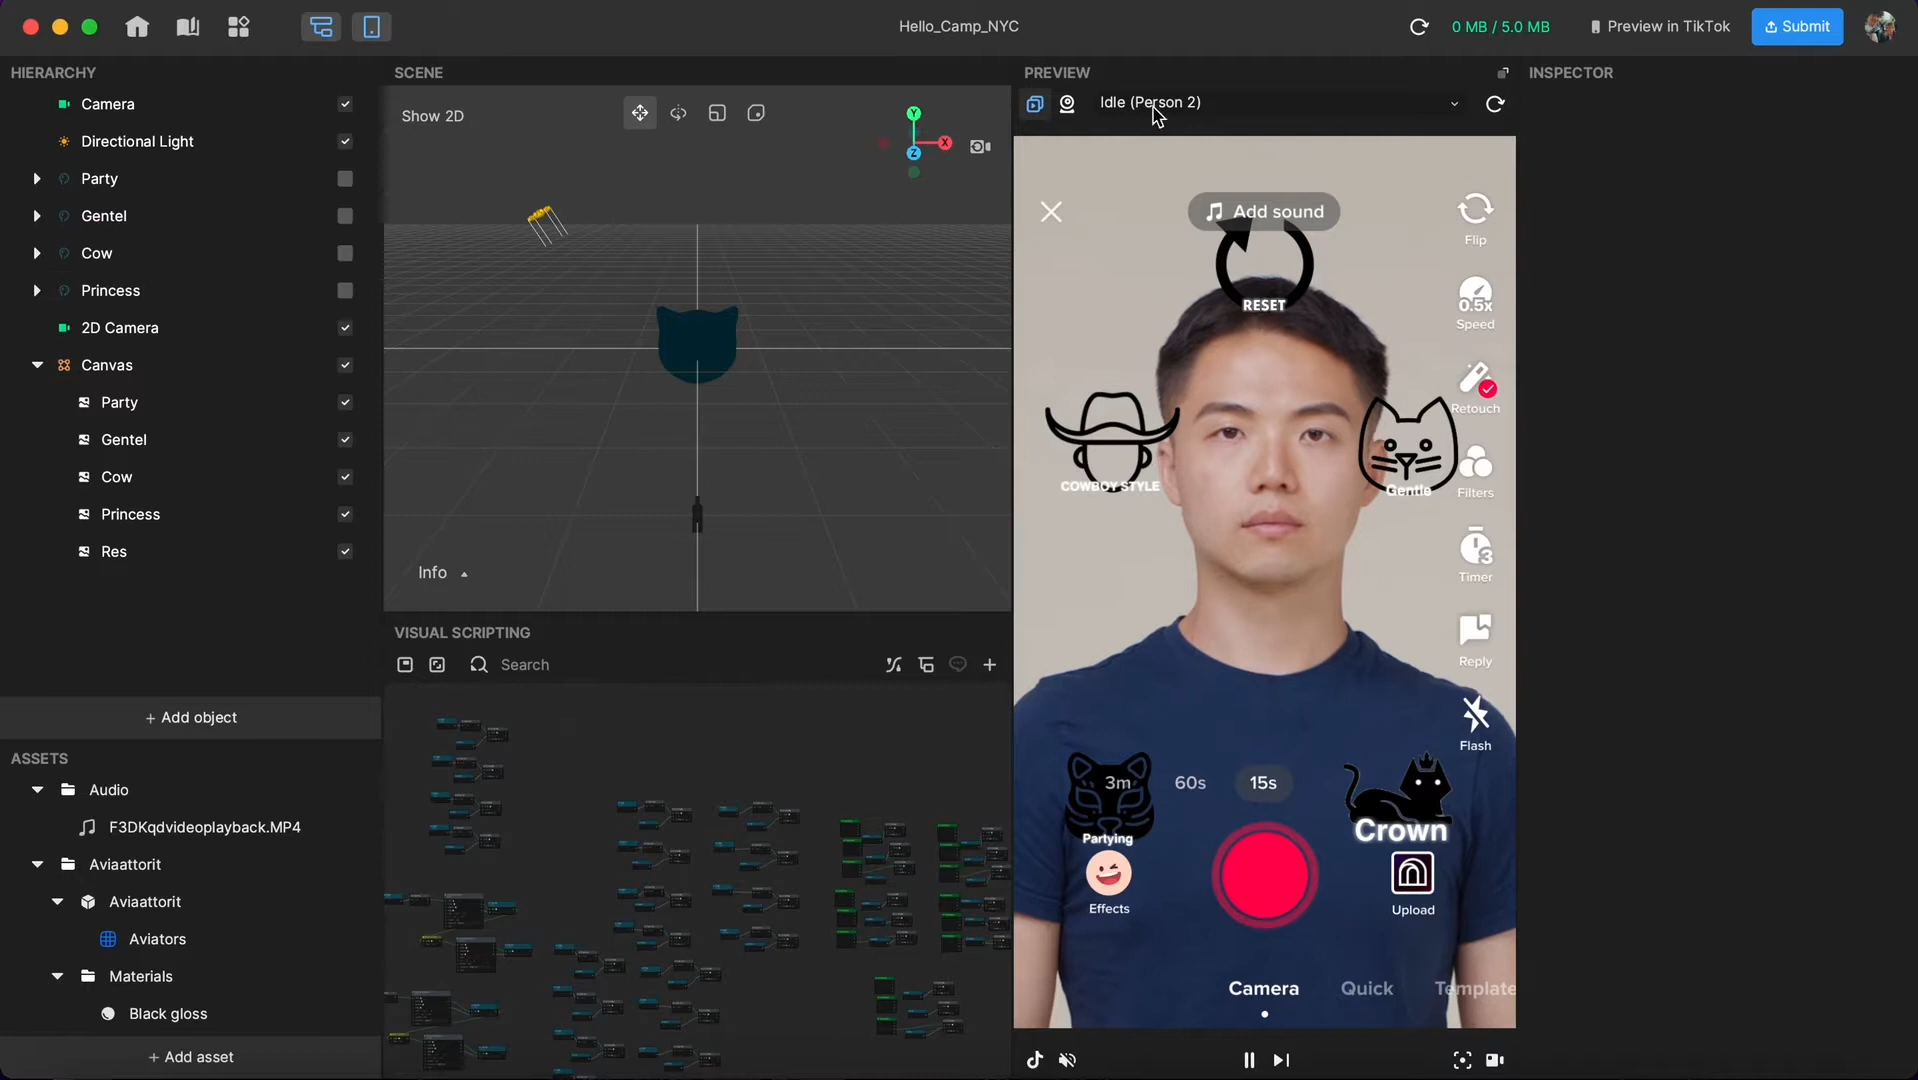 Hello_Camp_NYC
0 MB / 5.0 MB
Preview in TikTok
Submit
HIERARCHY
Camera
Directional Light
Party
Gentel
Cow
Princess
2D Camera
Canvas
Party
Gentel
Cow
Princess
Res
+ Add object
ASSETS
Audio
F3DKqdvideoplayback.MP4
Aviaattorit
Aviaattorit
Aviators
Materials
Black gloss
+ Add asset
SCENE
Show 2D
Y
X
Z
Info
VISUAL SCRIPTING
Search
PREVIEW
Idle (Person 2)
Add sound
RESET
Flip
0.5x
Speed
Retouch
COWBOY STYLE
Gentle
Filters
3
Timer
Reply
Flash
3m
60s
15s
Partying
Crown
Effects
Upload
Camera
Quick
Template
INSPECTOR